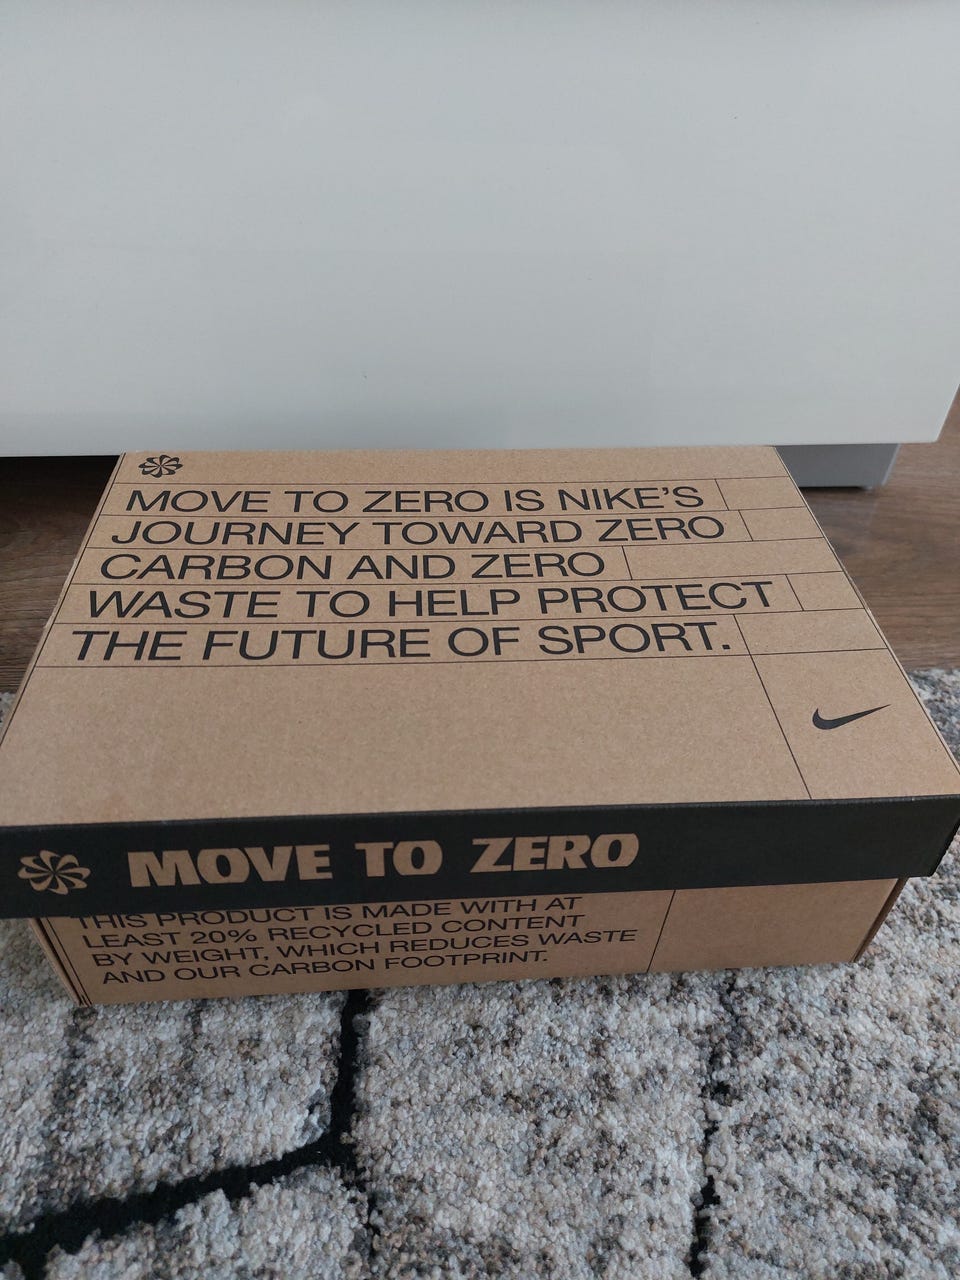 MOVE TO ZERO IS NIKE'S
JOURNEY TOWARD ZERO
CARBON AND ZERO
WASTE TO HELP PROTECT
THE FUTURE OF SPORT.
MOVE TO ZERO
THIS PRODUCT IS MADE WITH AT
LEAST 20% RECYCLED CONTENT
BY WEIGHT, WHICH REDUCES WASTE
AND OUR CARBON FOOTPRINT.